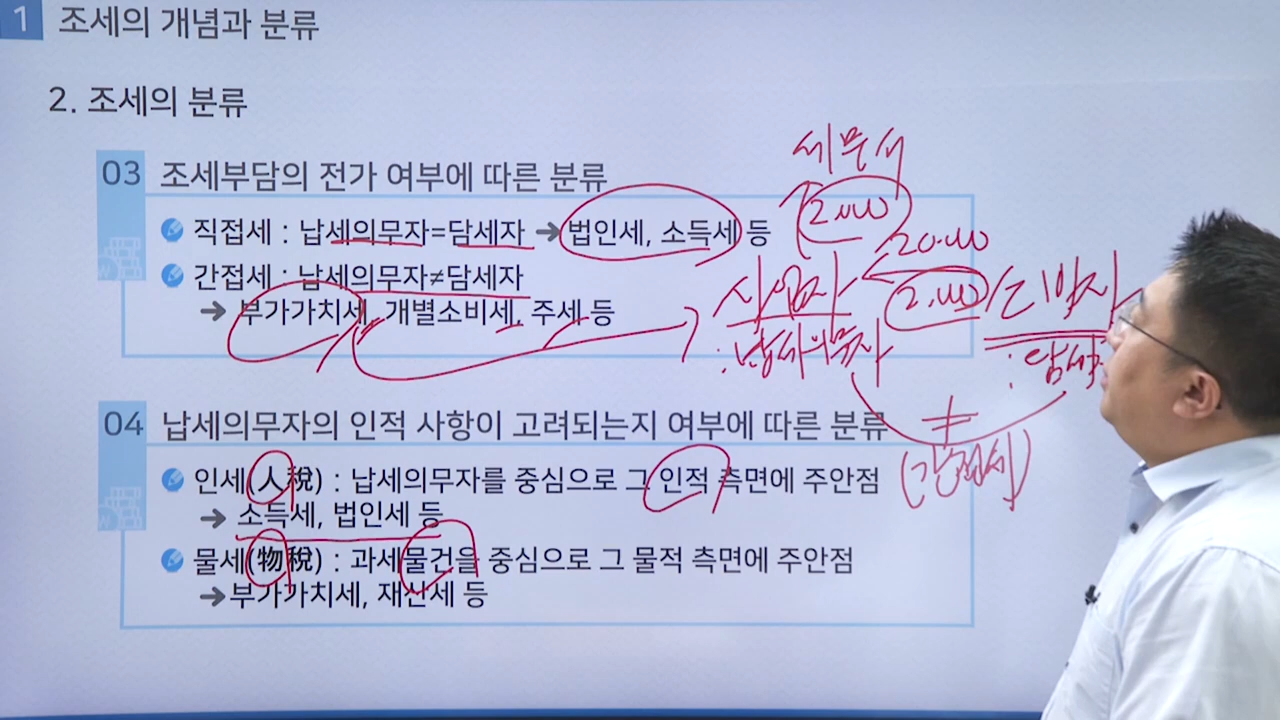 1 조세의 개념과 분류
2. 조세의 분류
03 조세부담의 전가 여부에 따른 분류
직접세 : 납세의무자=담세자 → 법인세, 소득세 등
간접세 : 납세의무자≠담세자
→ 부가가치세, 개별소비세, 주세 등
세무서
2,000
20,000
사업자
2,000
소비자
: 납세의무자
: 담세자
≠
(간접세)
04 납세의무자의 인적 사항이 고려되는지 여부에 따른 분류
인세(人稅) : 납세의무자를 중심으로 그 인적 측면에 주안점
→ 소득세, 법인세 등
물세(物稅) : 과세물건을 중심으로 그 물적 측면에 주안점
→부가가치세, 재산세 등